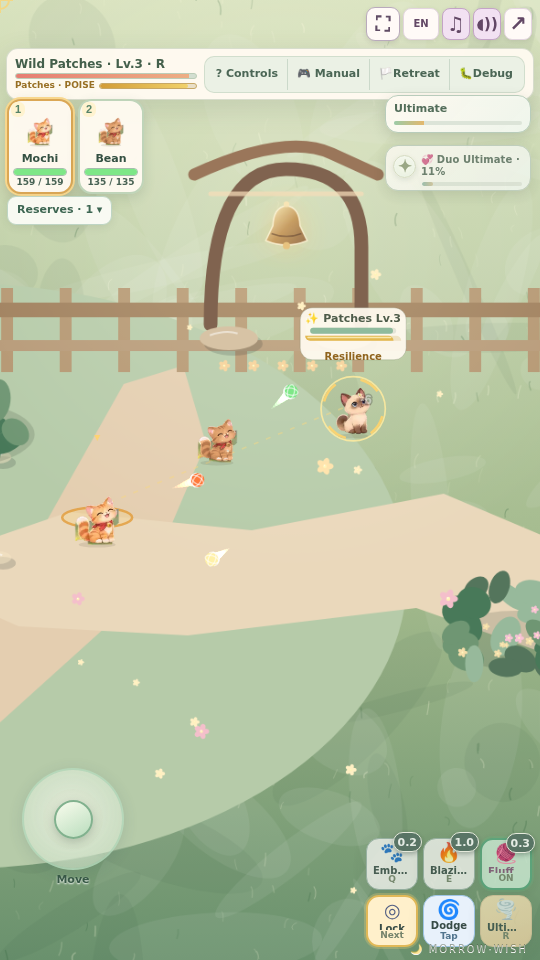 EN
Wild Patches · Lv.3 · R
Patches · POISE
? Controls
Manual
Retreat
Debug
1
Mochi
159 / 159
2
Bean
135 / 135
Ultimate
Duo Ultimate ·
11%
Reserves · 1 ▾
Patches Lv.3
Resilience
Move
0.2
Emb...
Q
1.0
Blazi...
E
0.3
Fluff
ON
Lock
Next
Dodge
Tap
Ulti...
R
MORROW-WISH